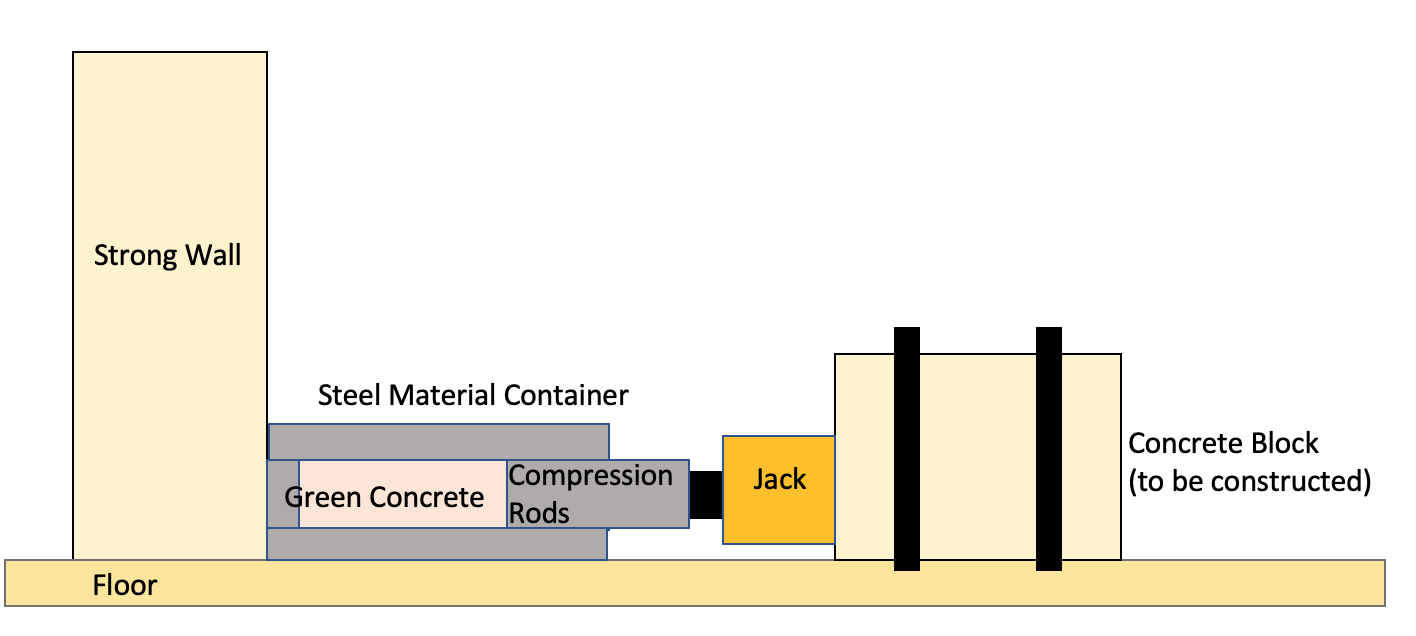 Strong Wall
Steel Material Container
Green Concrete
Compression
Rods
Jack
Concrete Block
(to be constructed)
Floor